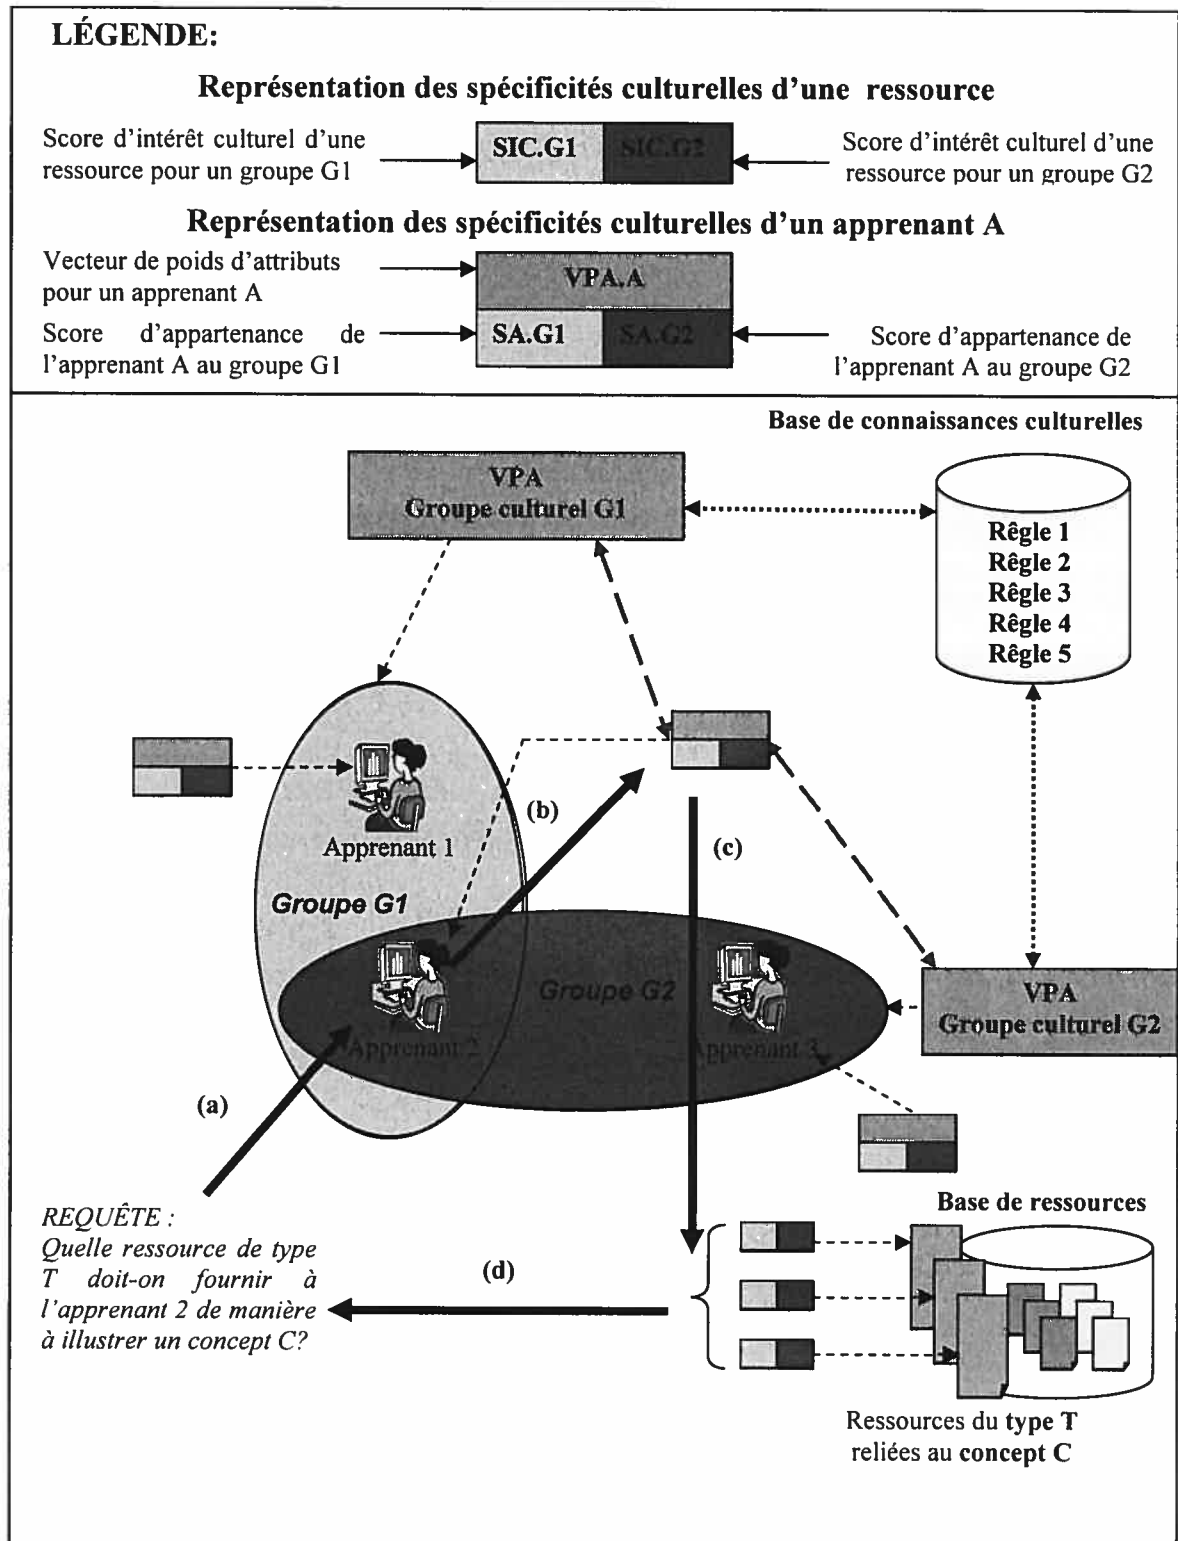 LÉGENDE:
Représentation des spécificités culturelles d'une ressource
Score d'intérêt culturel d'une
ressource pour un groupe G1
SIC.G1
SIC.G2
Score d'intérêt culturel d'une
ressource pour un groupe G2
Représentation des spécificités culturelles d'un apprenant A
Vecteur de poids d'attributs
pour un apprenant A
VPA.A
Score d'appartenance de
l'apprenant A au groupe G1
SA.G1
SA.G2
Score d'appartenance de
l'apprenant A au groupe G2
Base de connaissances culturelles
VPA
Groupe culturel G1
Rêgle 1
Rêgle 2
Rêgle 3
Rêgle 4
Rêgle 5
(b)
(c)
Apprenant 1
Groupe G1
Groupe G2
VPA
Groupe culturel G2
Apprenant 2
Apprenant 3
(a)
REQUÊTE :
Quelle ressource de type
T doit-on fournir à
l'apprenant 2 de manière
à illustrer un concept C?
(d)
Base de ressources
Ressources du type T
reliées au concept C